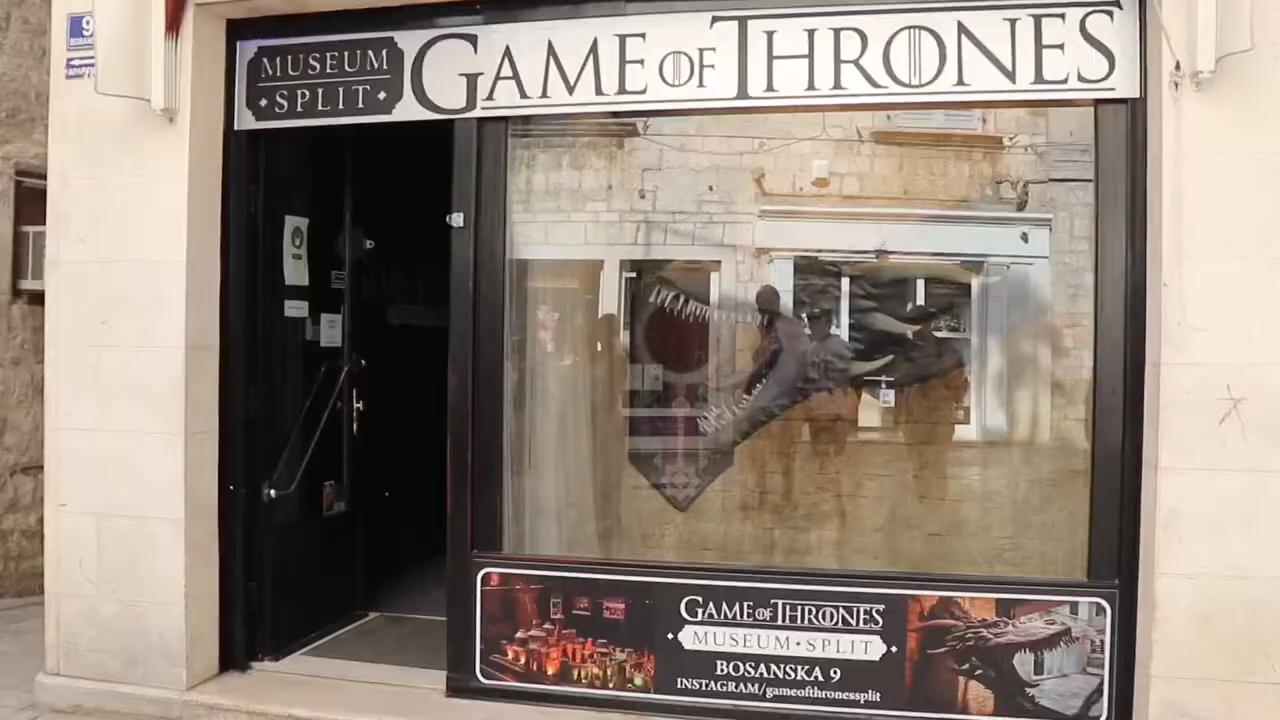 9
MUSEUM
SPLIT
GAME OF THRONES
GAME OF THRONES
MUSEUM • SPLIT
BOSANSKA 9
INSTAGRAM/gameofthronessplit